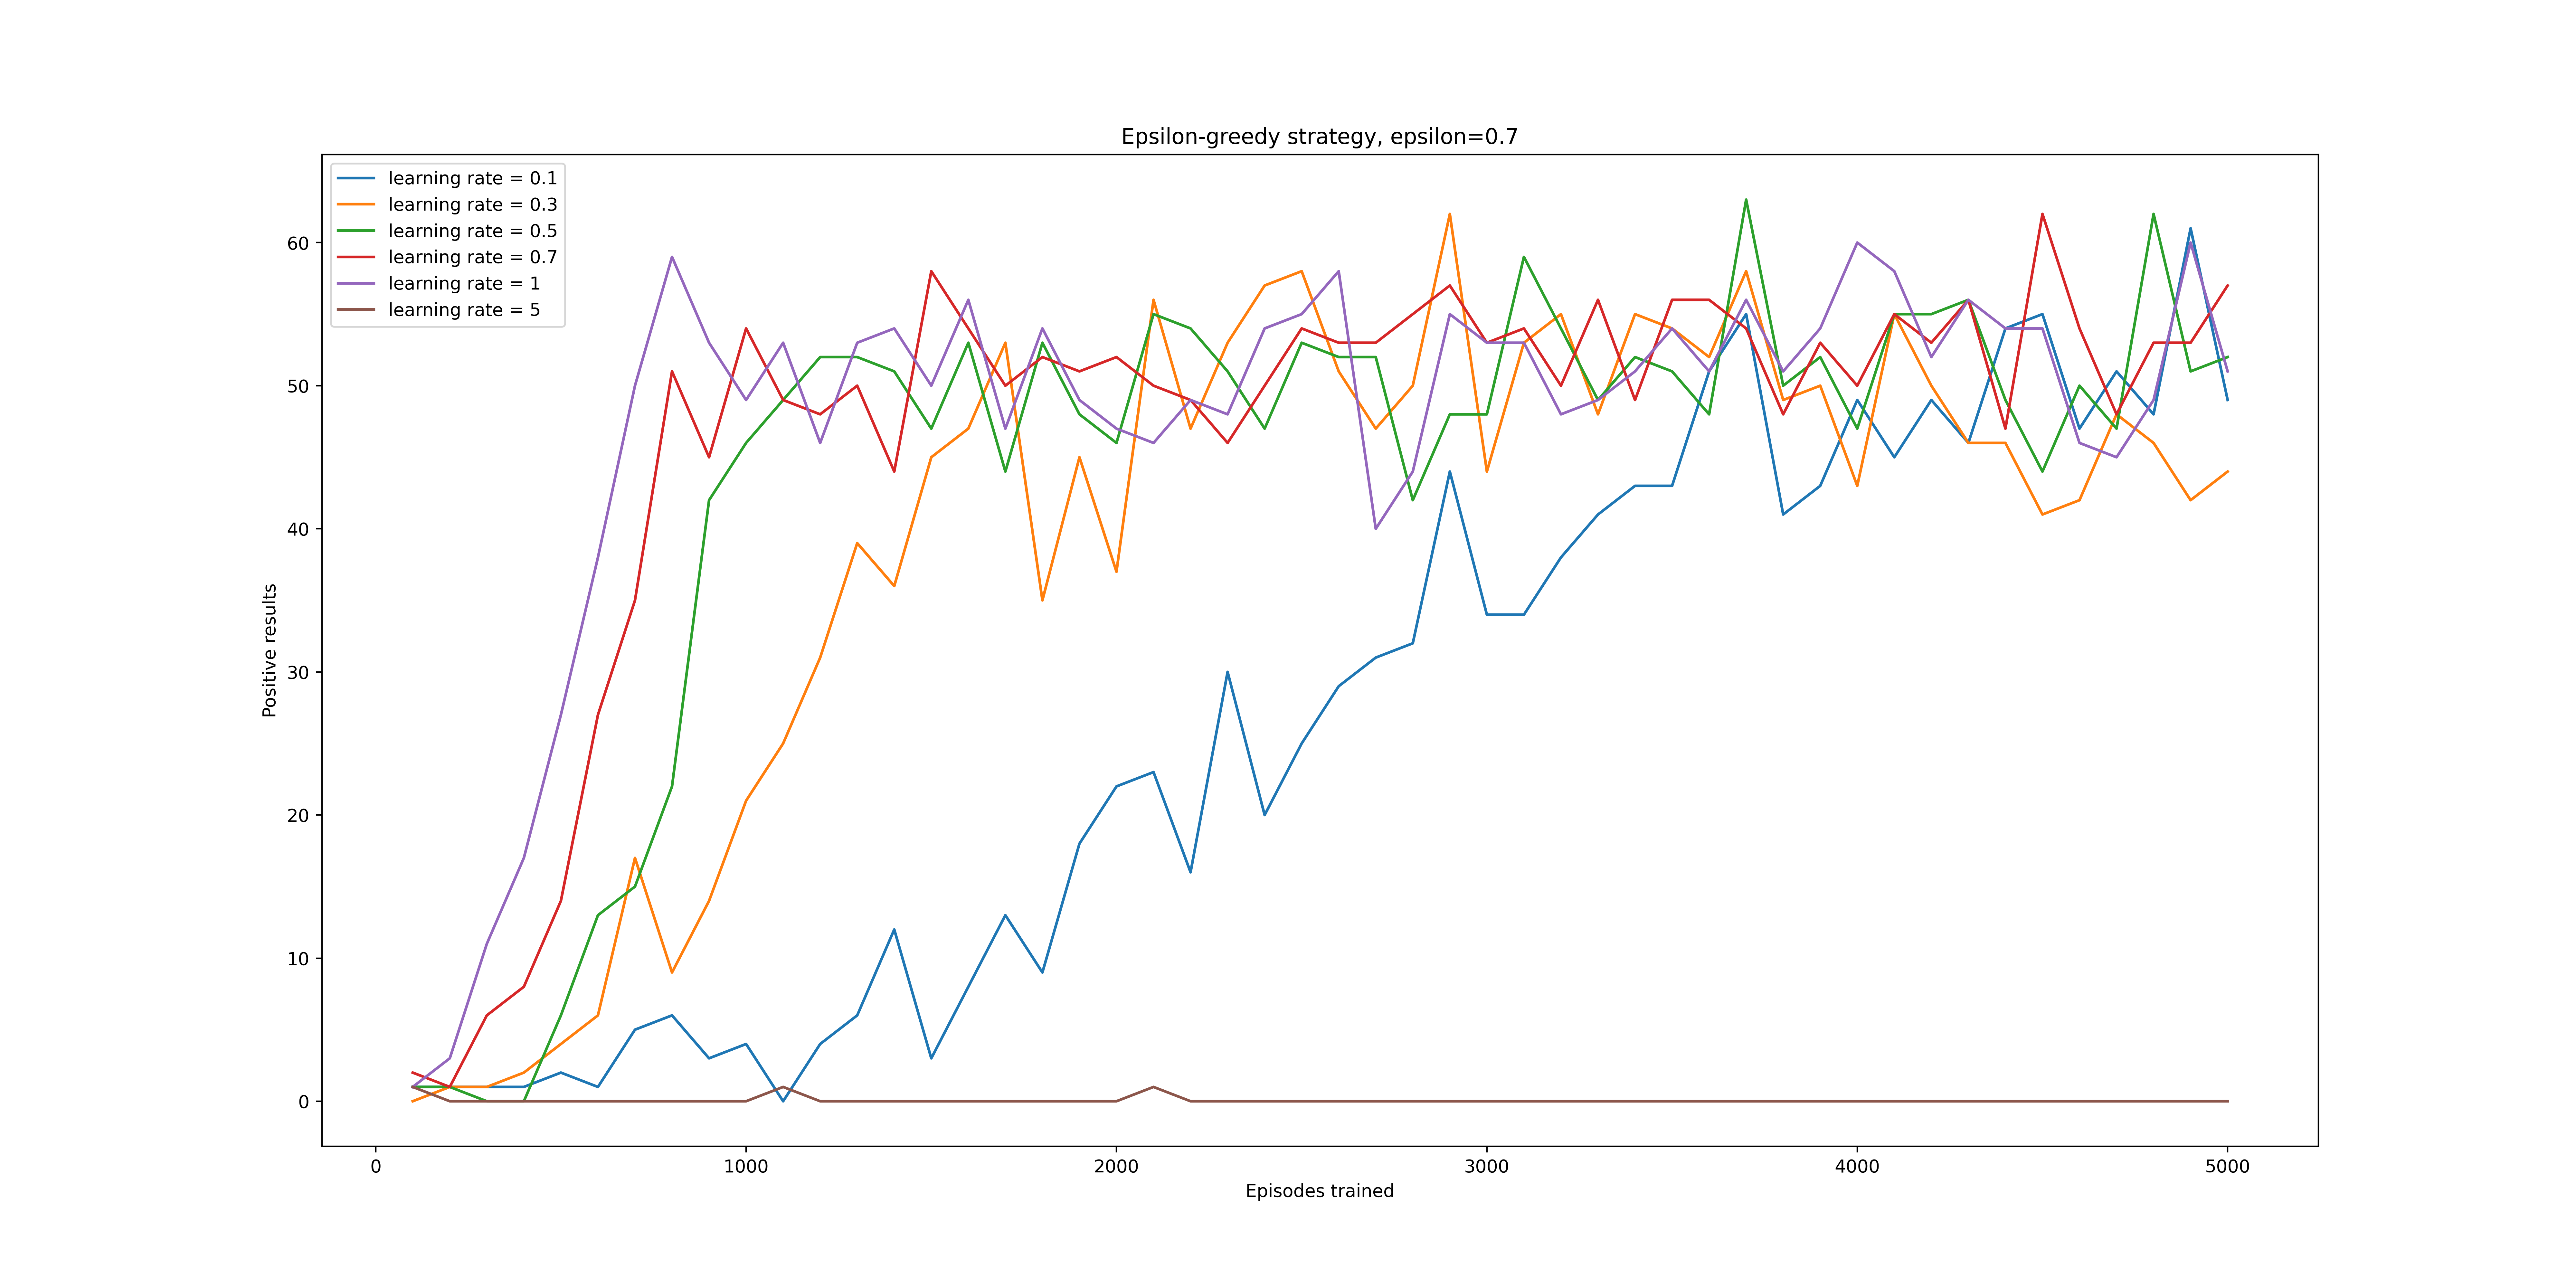 Epsilon-greedy strategy, epsilon=0.7
learning rate = 0.1
learning rate = 0.3
learning rate = 0.5
learning rate = 0.7
learning rate = 1
learning rate = 5
60
50
40
30
20
10
0
Positive results
0 1000 2000 3000 4000 5000
Episodes trained